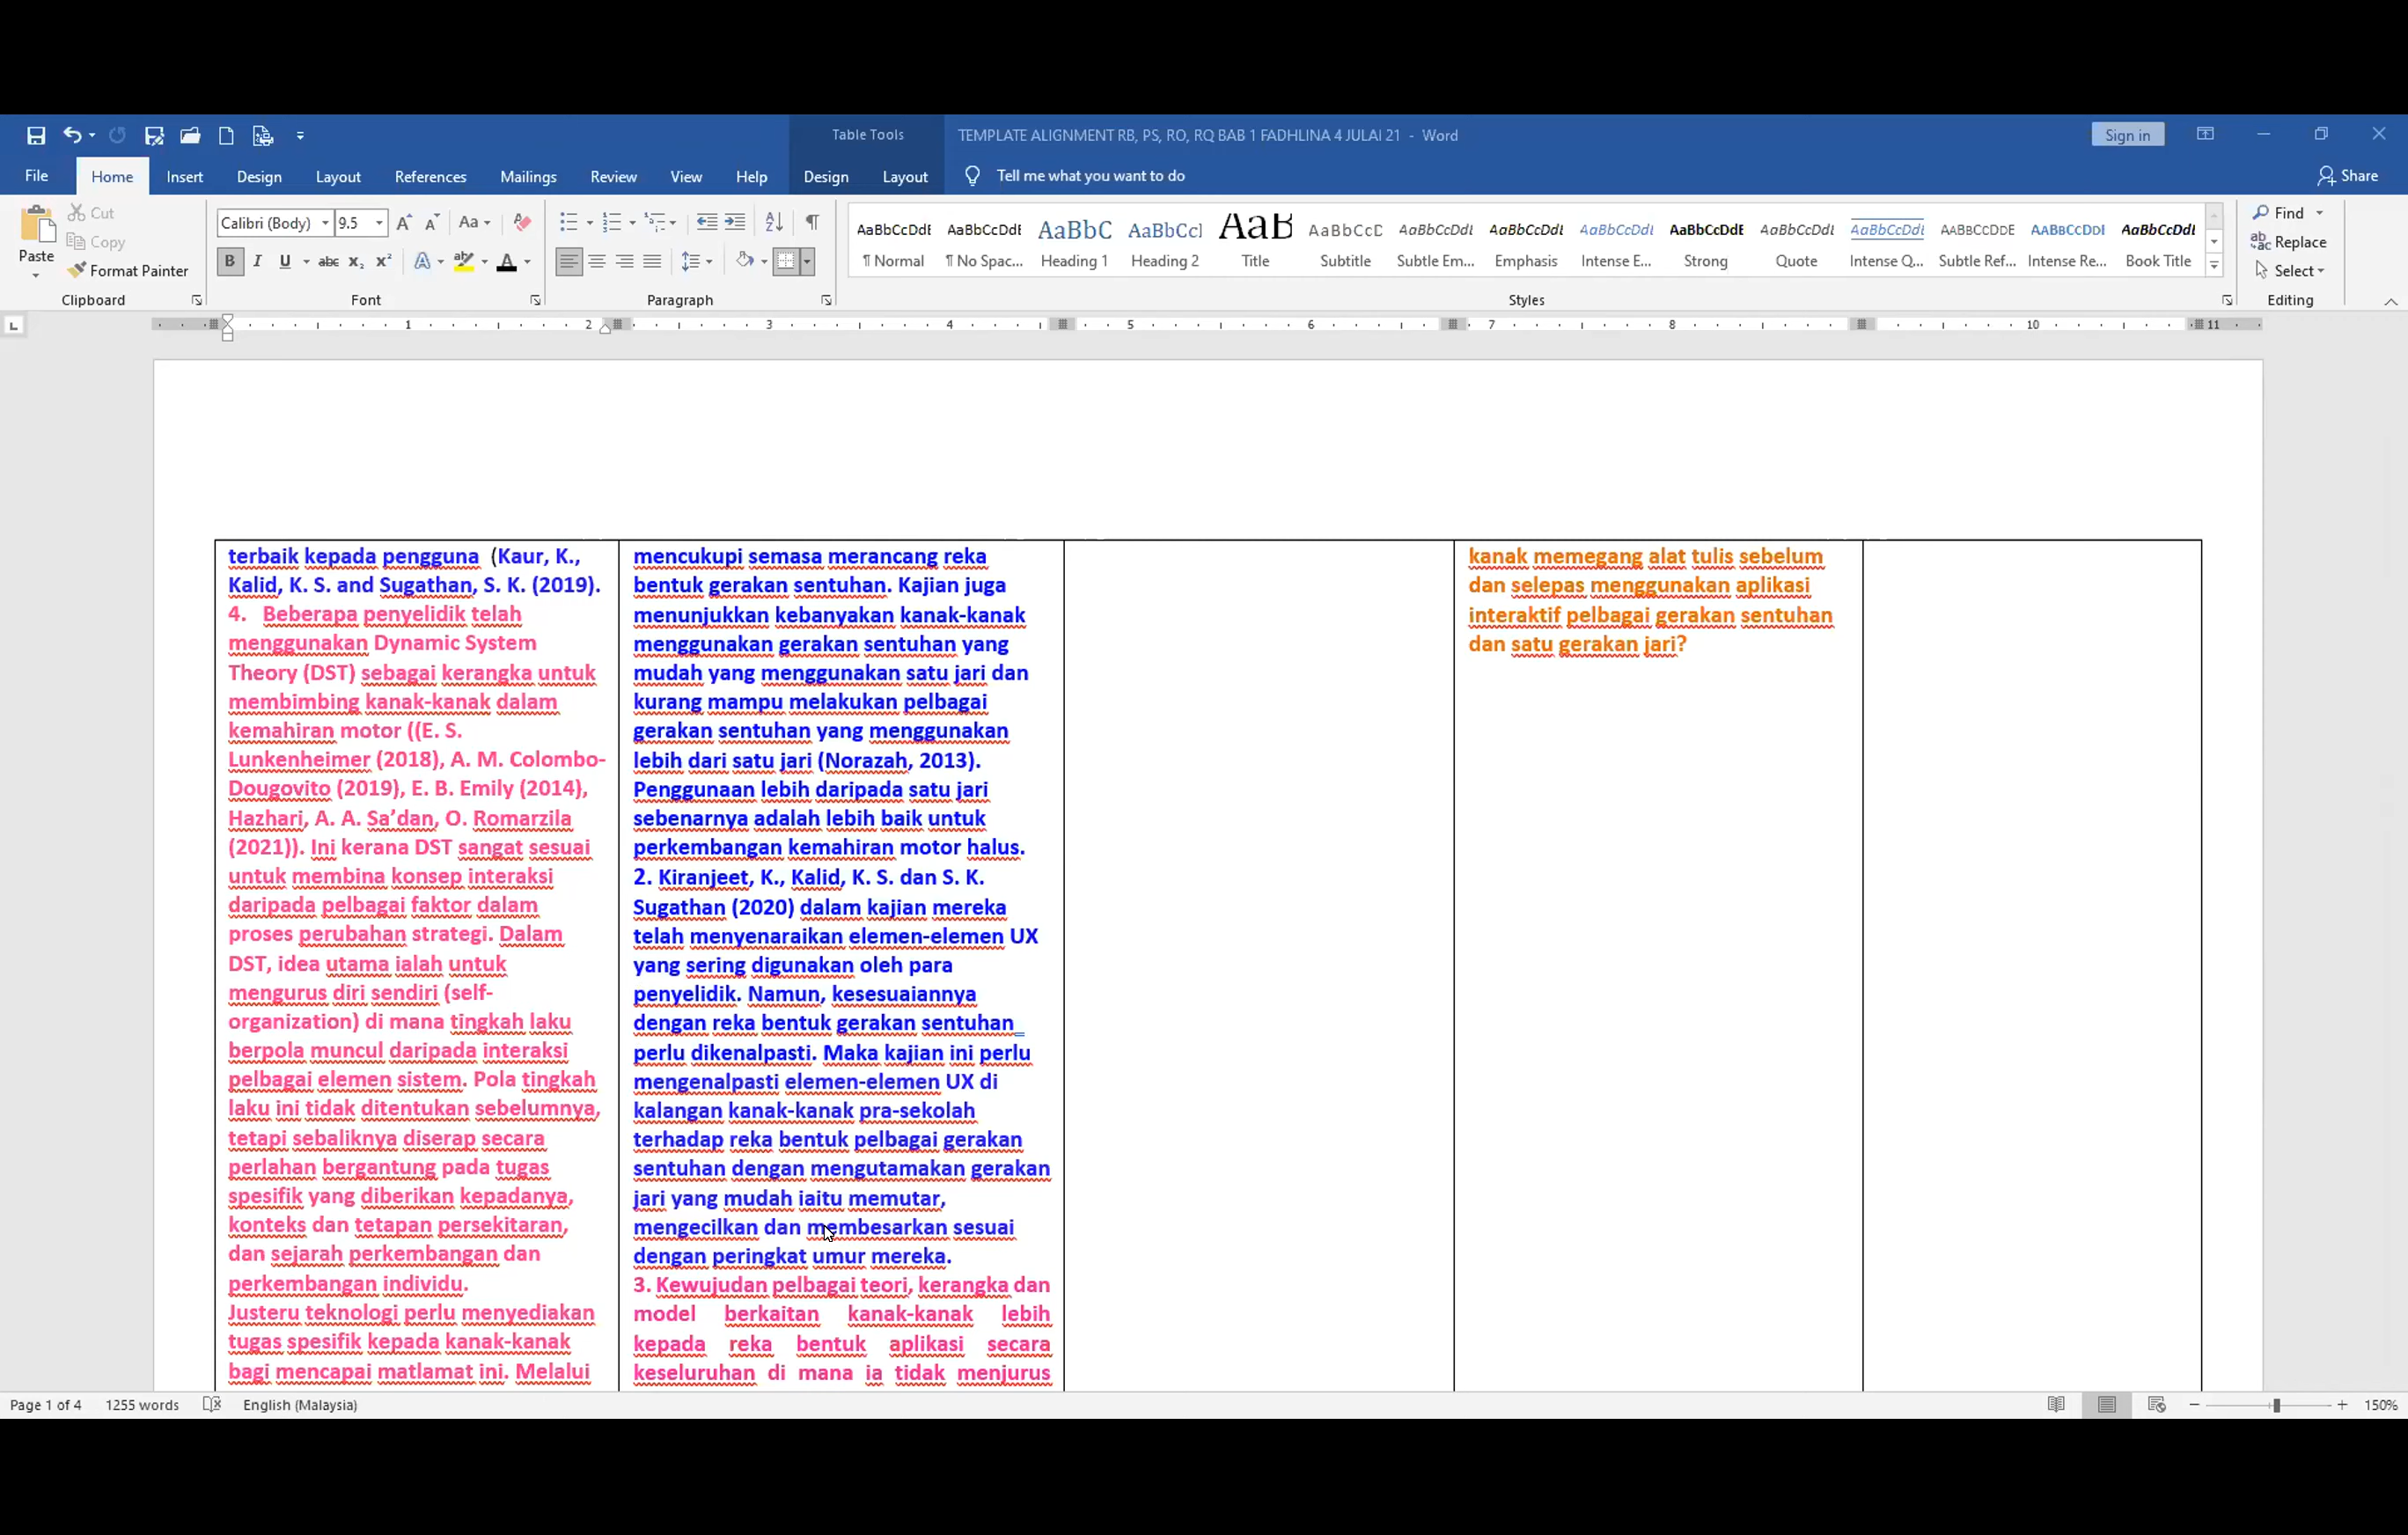 Table Tools
TEMPLATE ALIGNMENT RB, PS, RO, RQ BAB 1 FADHLINA 4 JULAI 21 - Word
Sign in
File Home Insert Design Layout References Mailings Review View Help Design Layout Tell me what you want to do
Share
Paste
Cut
Copy
Format Painter
Clipboard
Calibri (Body) 9.5
Font
Paragraph
AaBbCcDdE AaBbCcDdE AaBbC AaBbCcI AaB AaBbCcD AaBbCcDdI AaBbCcDdE AaBbCcDdI AaBbCcDdE AaBbCcDdI AaBbCcDdI AaBbCcDdE AaBbCcDdI AaBbCcDdI
¶ Normal ¶ No Spac... Heading 1 Heading 2 Title Subtitle Subtle Em... Emphasis Intense E... Strong Quote Intense Q... Subtle Ref... Intense Re... Book Title
Styles
Find
Replace
Select
Editing
1 2 3 4 5 6 7 8 10 11
terbaik kepada pengguna (Kaur, K.,
Kalid, K. S. and Sugathan, S. K. (2019).
4. Beberapa penyelidik telah
menggunakan Dynamic System
Theory (DST) sebagai kerangka untuk
membimbing kanak-kanak dalam
kemahiran motor ((E. S.
Lunkenheimer (2018), A. M. Colombo-
Dougovito (2019), E. B. Emily (2014),
Hazhari, A. A. Sa’dan, O. Romarzila
(2021)). Ini kerana DST sangat sesuai
untuk membina konsep interaksi
daripada pelbagai faktor dalam
proses perubahan strategi. Dalam
DST, idea utama ialah untuk
mengurus diri sendiri (self-
organization) di mana tingkah laku
berpola muncul daripada interaksi
pelbagai elemen sistem. Pola tingkah
laku ini tidak ditentukan sebelumnya,
tetapi sebaliknya diserap secara
perlahan bergantung pada tugas
spesifik yang diberikan kepadanya,
konteks dan tetapan persekitaran,
dan sejarah perkembangan dan
perkembangan individu.
Justeru teknologi perlu menyediakan
tugas spesifik kepada kanak-kanak
bagi mencapai matlamat ini. Melalui
mencukupi semasa merancang reka
bentuk gerakan sentuhan. Kajian juga
menunjukkan kebanyakan kanak-kanak
menggunakan gerakan sentuhan yang
mudah yang menggunakan satu jari dan
kurang mampu melakukan pelbagai
gerakan sentuhan yang menggunakan
lebih dari satu jari (Norazah, 2013).
Penggunaan lebih daripada satu jari
sebenarnya adalah lebih baik untuk
perkembangan kemahiran motor halus.
2. Kiranjeet, K., Kalid, K. S. dan S. K.
Sugathan (2020) dalam kajian mereka
telah menyenaraikan elemen-elemen UX
yang sering digunakan oleh para
penyelidik. Namun, kesesuaiannya
dengan reka bentuk gerakan sentuhan
perlu dikenalpasti. Maka kajian ini perlu
mengenalpasti elemen-elemen UX di
kalangan kanak-kanak pra-sekolah
terhadap reka bentuk pelbagai gerakan
sentuhan dengan mengutamakan gerakan
jari yang mudah iaitu memutar,
mengecilkan dan membesarkan sesuai
dengan peringkat umur mereka.
3. Kewujudan pelbagai teori, kerangka dan
model berkaitan kanak-kanak lebih
kepada reka bentuk aplikasi secara
keseluruhan di mana ia tidak menjurus
kanak memegang alat tulis sebelum
dan selepas menggunakan aplikasi
interaktif pelbagai gerakan sentuhan
dan satu gerakan jari?
Page 1 of 4 1255 words English (Malaysia) 150%